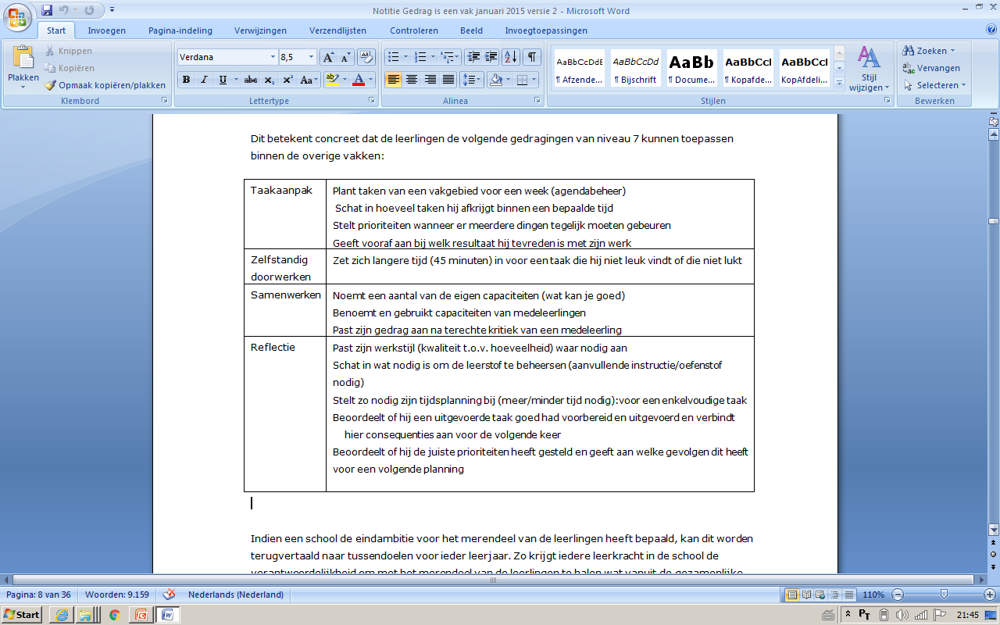 Notitie Gedrag is een vak januari 2015 versie 2 - Microsoft Word
Start Invoegen Pagina-indeling Verwijzingen Verzendlijsten Controleren Beeld Invoegtoepassingen
Plakken
Knippen
Kopiëren
Opmaak kopiëren/plakken
Klembord
Verdana 8,5
B I U abc x₂ x² Aa
Lettertype
Alinea
AaBbCcDdE AaBbCcDd AaBb AaBbCcI AaBbCcI
¶ Afzende... ¶ Bijschrift ¶ Docume... ¶ Kopafde... KopAfdeli...
Stijl
wijzigen
Stijlen
Zoeken
Vervangen
Selecteren
Bewerken
Dit betekent concreet dat de leerlingen de volgende gedragingen van niveau 7 kunnen toepassen
binnen de overige vakken:
Taakaanpak
Plant taken van een vakgebied voor een week (agendabeheer)
Schat in hoeveel taken hij afkrijgt binnen een bepaalde tijd
Stelt prioriteiten wanneer er meerdere dingen tegelijk moeten gebeuren
Geeft vooraf aan bij welk resultaat hij tevreden is met zijn werk
Zelfstandig
doorwerken
Zet zich langere tijd (45 minuten) in voor een taak die hij niet leuk vindt of die niet lukt
Samenwerken
Noemt een aantal van de eigen capaciteiten (wat kan je goed)
Benoemt en gebruikt capaciteiten van medeleerlingen
Past zijn gedrag aan na terechte kritiek van een medeleerling
Reflectie
Past zijn werkstijl (kwaliteit t.o.v. hoeveelheid) waar nodig aan
Schat in wat nodig is om de leerstof te beheersen (aanvullende instructie/oefenstof
nodig)
Stelt zo nodig zijn tijdsplanning bij (meer/minder tijd nodig):voor een enkelvoudige taak
Beoordeelt of hij een uitgevoerde taak goed had voorbereid en uitgevoerd en verbindt
hier consequenties aan voor de volgende keer
Beoordeelt of hij de juiste prioriteiten heeft gesteld en geeft aan welke gevolgen dit heeft
voor een volgende planning
Indien een school de eindambitie voor het merendeel van de leerlingen heeft bepaald, kan dit worden
terugvertaald naar tussendoelen voor ieder leerjaar. Zo krijgt iedere leerkracht in de school de
verantwoordelijkheid om met het merendeel van de leerlingen te halen wat vanuit de gezamenlijke
Pagina: 8 van 36 Woorden: 9.159 Nederlands (Nederland) 110%
Start PT 21:45